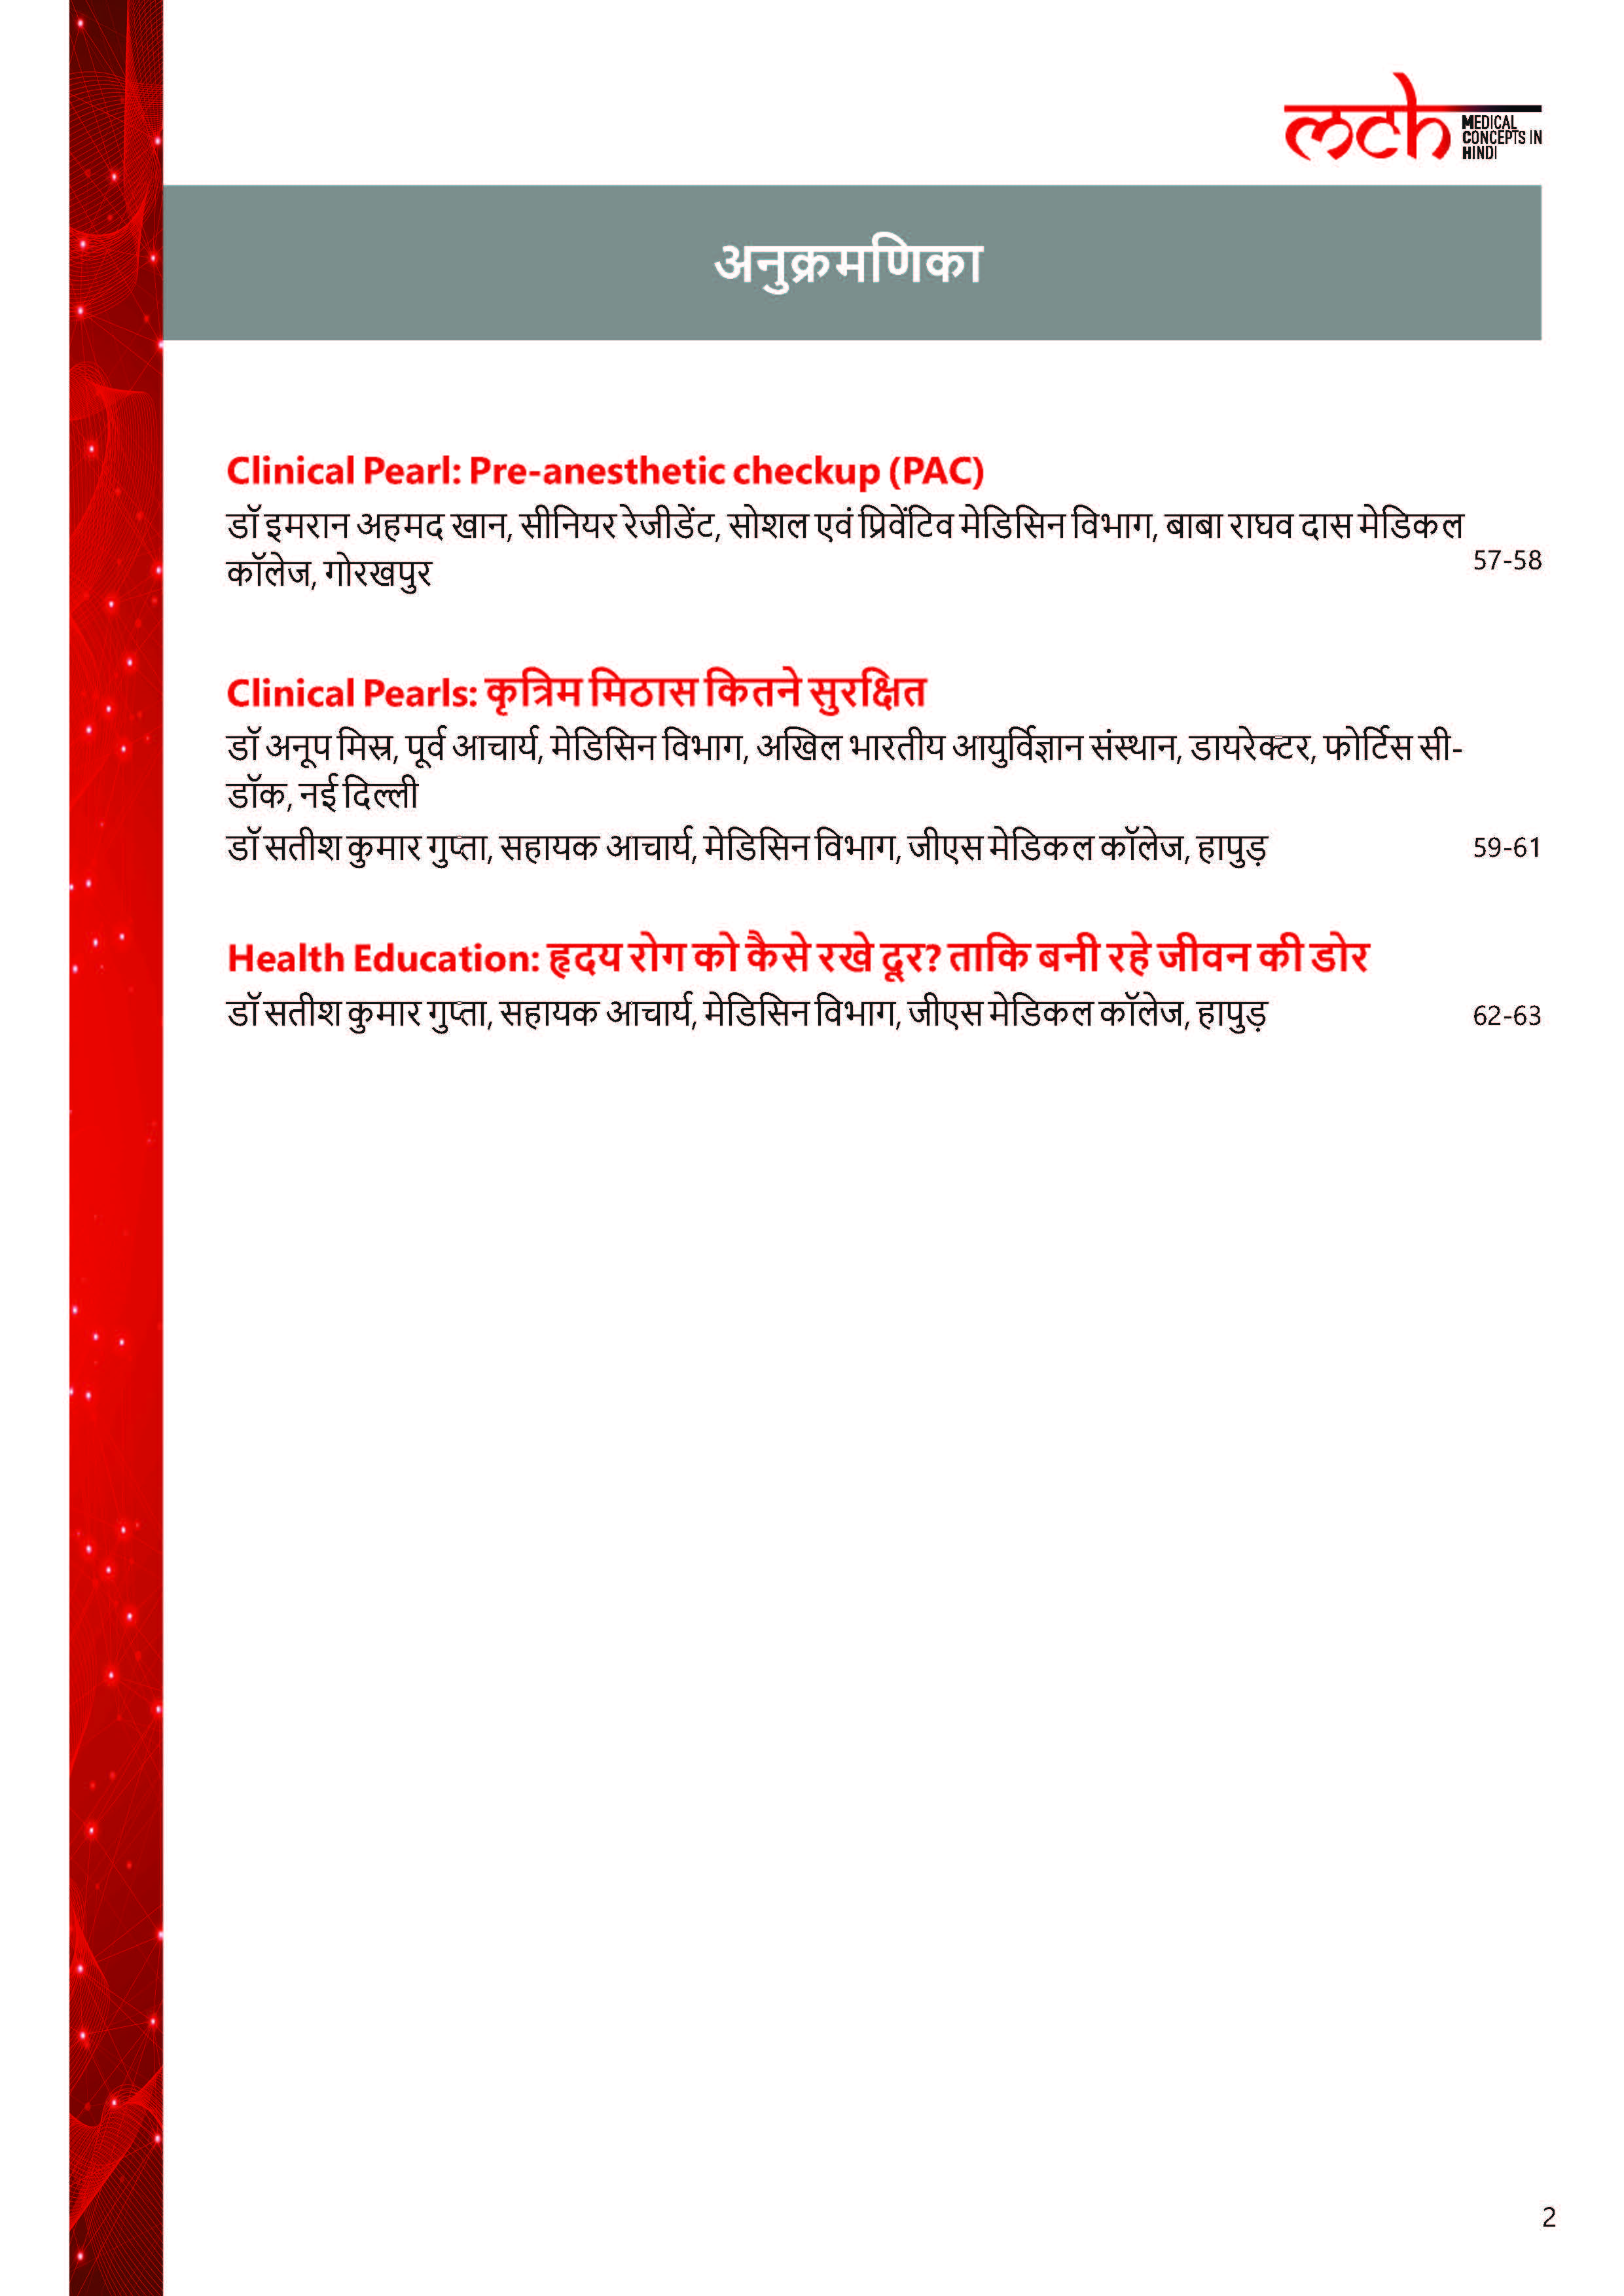 mch MEDICAL
CONCEPTS IN
HINDI
अनुक्रमणिका
Clinical Pearl: Pre-anesthetic checkup (PAC)
डॉ इमरान अहमद खान, सीनियर रेजीडेंट, सोशल एवं प्रिवेंटिव मेडिसिन विभाग, बाबा राघव दास मेडिकल
कॉलेज, गोरखपुर 57-58
Clinical Pearls: कृत्रिम मिठास कितने सुरक्षित
डॉ अनूप मिस्र, पूर्व आचार्य, मेडिसिन विभाग, अखिल भारतीय आयुर्विज्ञान संस्थान, डायरेक्टर, फोर्टिस सी-
डॉक, नई दिल्ली
डॉ सतीश कुमार गुप्ता, सहायक आचार्य, मेडिसिन विभाग, जीएस मेडिकल कॉलेज, हापुड़ 59-61
Health Education: हृदय रोग को कैसे रखे दूर? ताकि बनी रहे जीवन की डोर
डॉ सतीश कुमार गुप्ता, सहायक आचार्य, मेडिसिन विभाग, जीएस मेडिकल कॉलेज, हापुड़ 62-63
2